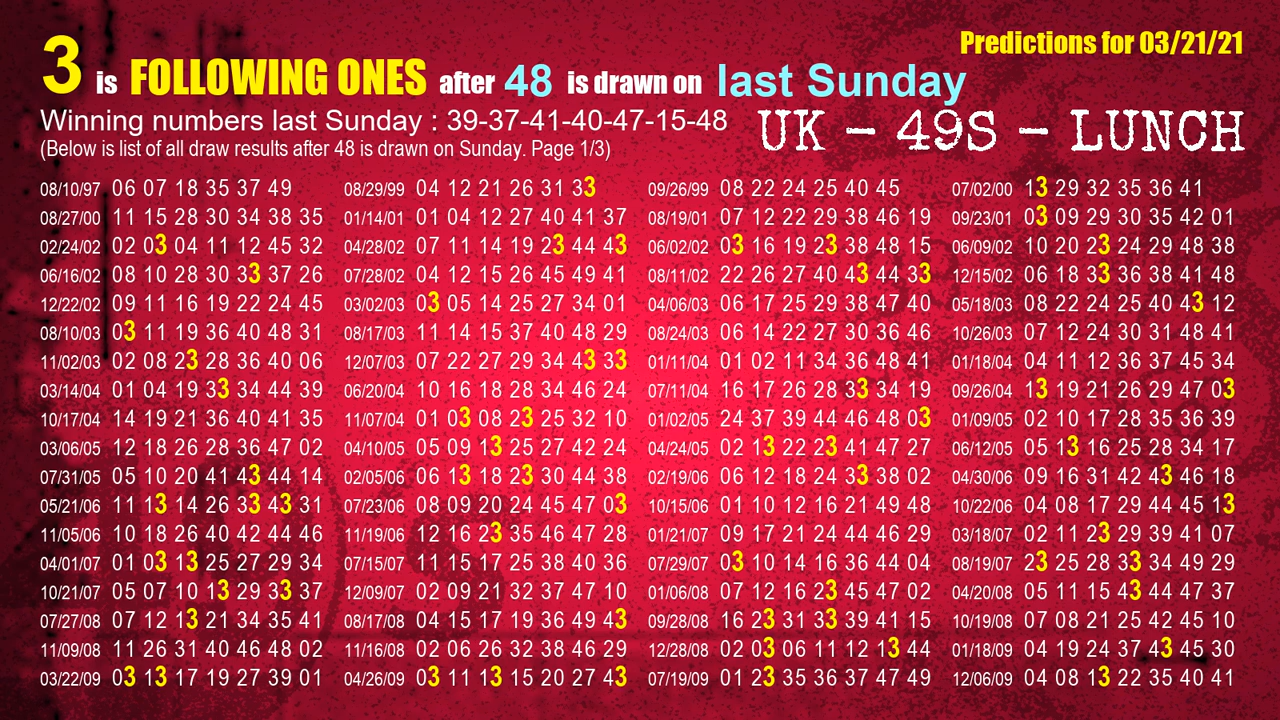 Predictions for 03/21/21
3 is FOLLOWING ONES after 48 is drawn on last Sunday
Winning numbers last Sunday : 39-37-41-40-47-15-48
UK - 49S - LUNCH
(Below is list of all draw results after 48 is drawn on Sunday. Page 1/3)
08/10/97 06 07 18 35 37 49 08/29/99 04 12 21 26 31 33 09/26/99 08 22 24 25 40 45 07/02/00 13 29 32 35 36 41
08/27/00 11 15 28 30 34 38 35 01/14/01 01 04 12 27 40 41 37 08/19/01 07 12 22 29 38 46 19 09/23/01 03 09 29 30 35 42 01
02/24/02 02 03 04 11 12 45 32 04/28/02 07 11 14 19 23 44 43 06/02/02 03 16 19 23 38 48 15 06/09/02 10 20 23 24 29 48 38
06/16/02 08 10 28 30 33 37 26 07/28/02 04 12 15 26 45 49 41 08/11/02 22 26 27 40 43 44 33 12/15/02 06 18 33 36 38 41 48
12/22/02 09 11 16 19 22 24 45 03/02/03 03 05 14 25 27 34 01 04/06/03 06 17 25 29 38 47 40 05/18/03 08 22 24 25 40 43 12
08/10/03 03 11 19 36 40 48 31 08/17/03 11 14 15 37 40 48 29 08/24/03 06 14 22 27 30 36 46 10/26/03 07 12 24 30 31 48 41
11/02/03 02 08 23 28 36 40 06 12/07/03 07 22 27 29 34 43 33 01/11/04 01 02 11 34 36 48 41 01/18/04 04 11 12 36 37 45 34
03/14/04 01 04 19 33 34 44 39 06/20/04 10 16 18 28 34 46 24 07/11/04 16 17 26 28 33 34 19 09/26/04 13 19 21 26 29 47 03
10/17/04 14 19 21 36 40 41 35 11/07/04 01 03 08 23 25 32 10 01/02/05 24 37 39 44 46 48 03 01/09/05 02 10 17 28 35 36 39
03/06/05 12 18 26 28 36 47 02 04/10/05 05 09 13 25 27 42 24 04/24/05 02 13 22 23 41 47 27 06/12/05 05 13 16 25 28 34 17
07/31/05 05 10 20 41 43 44 14 02/05/06 06 13 18 23 30 44 38 02/19/06 06 12 18 24 33 38 02 04/30/06 09 16 31 42 43 46 18
05/21/06 11 13 14 26 33 43 31 07/23/06 08 09 20 24 45 47 03 10/15/06 01 10 12 16 21 49 48 10/22/06 04 08 17 29 44 45 13
11/05/06 10 18 26 40 42 44 46 11/19/06 12 16 23 35 46 47 28 01/21/07 09 17 21 24 44 46 29 03/18/07 02 11 23 29 39 41 07
04/01/07 01 03 13 25 27 29 34 07/15/07 11 15 17 25 38 40 36 07/29/07 03 10 14 16 36 44 04 08/19/07 23 25 28 33 34 49 29
10/21/07 05 07 10 13 29 33 37 12/09/07 02 09 21 32 37 47 10 01/06/08 07 12 16 23 45 47 02 04/20/08 05 11 15 43 44 47 37
07/27/08 07 12 13 21 34 35 41 08/17/08 04 15 17 19 36 49 43 09/28/08 16 23 31 33 39 41 15 10/19/08 07 08 21 25 42 45 10
11/09/08 11 26 31 40 46 48 02 11/16/08 02 06 26 32 38 46 29 12/28/08 02 03 06 11 12 13 44 01/18/09 04 19 24 37 43 45 30
03/22/09 03 13 17 19 27 39 01 04/26/09 03 11 13 15 20 27 43 07/19/09 01 23 35 36 37 47 49 12/06/09 04 08 13 22 35 40 41